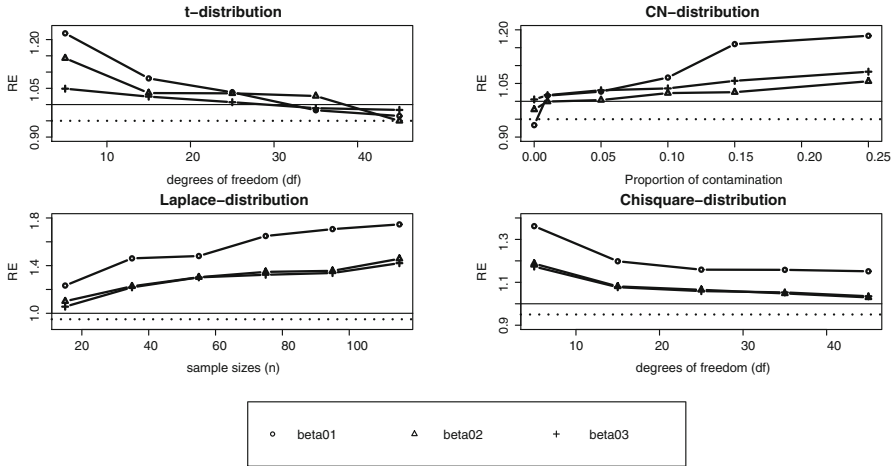 t−distribution
RE
0.90 1.05 1.20
10 20 30 40
degrees of freedom (df)
CN−distribution
RE
0.90 1.05 1.20
0.00 0.05 0.10 0.15 0.20 0.25
Proportion of contamination
Laplace−distribution
RE
1.0 1.4 1.8
20 40 60 80 100
sample sizes (n)
Chisquare−distribution
RE
0.9 1.1 1.3
10 20 30 40
degrees of freedom (df)
beta01 beta02 beta03